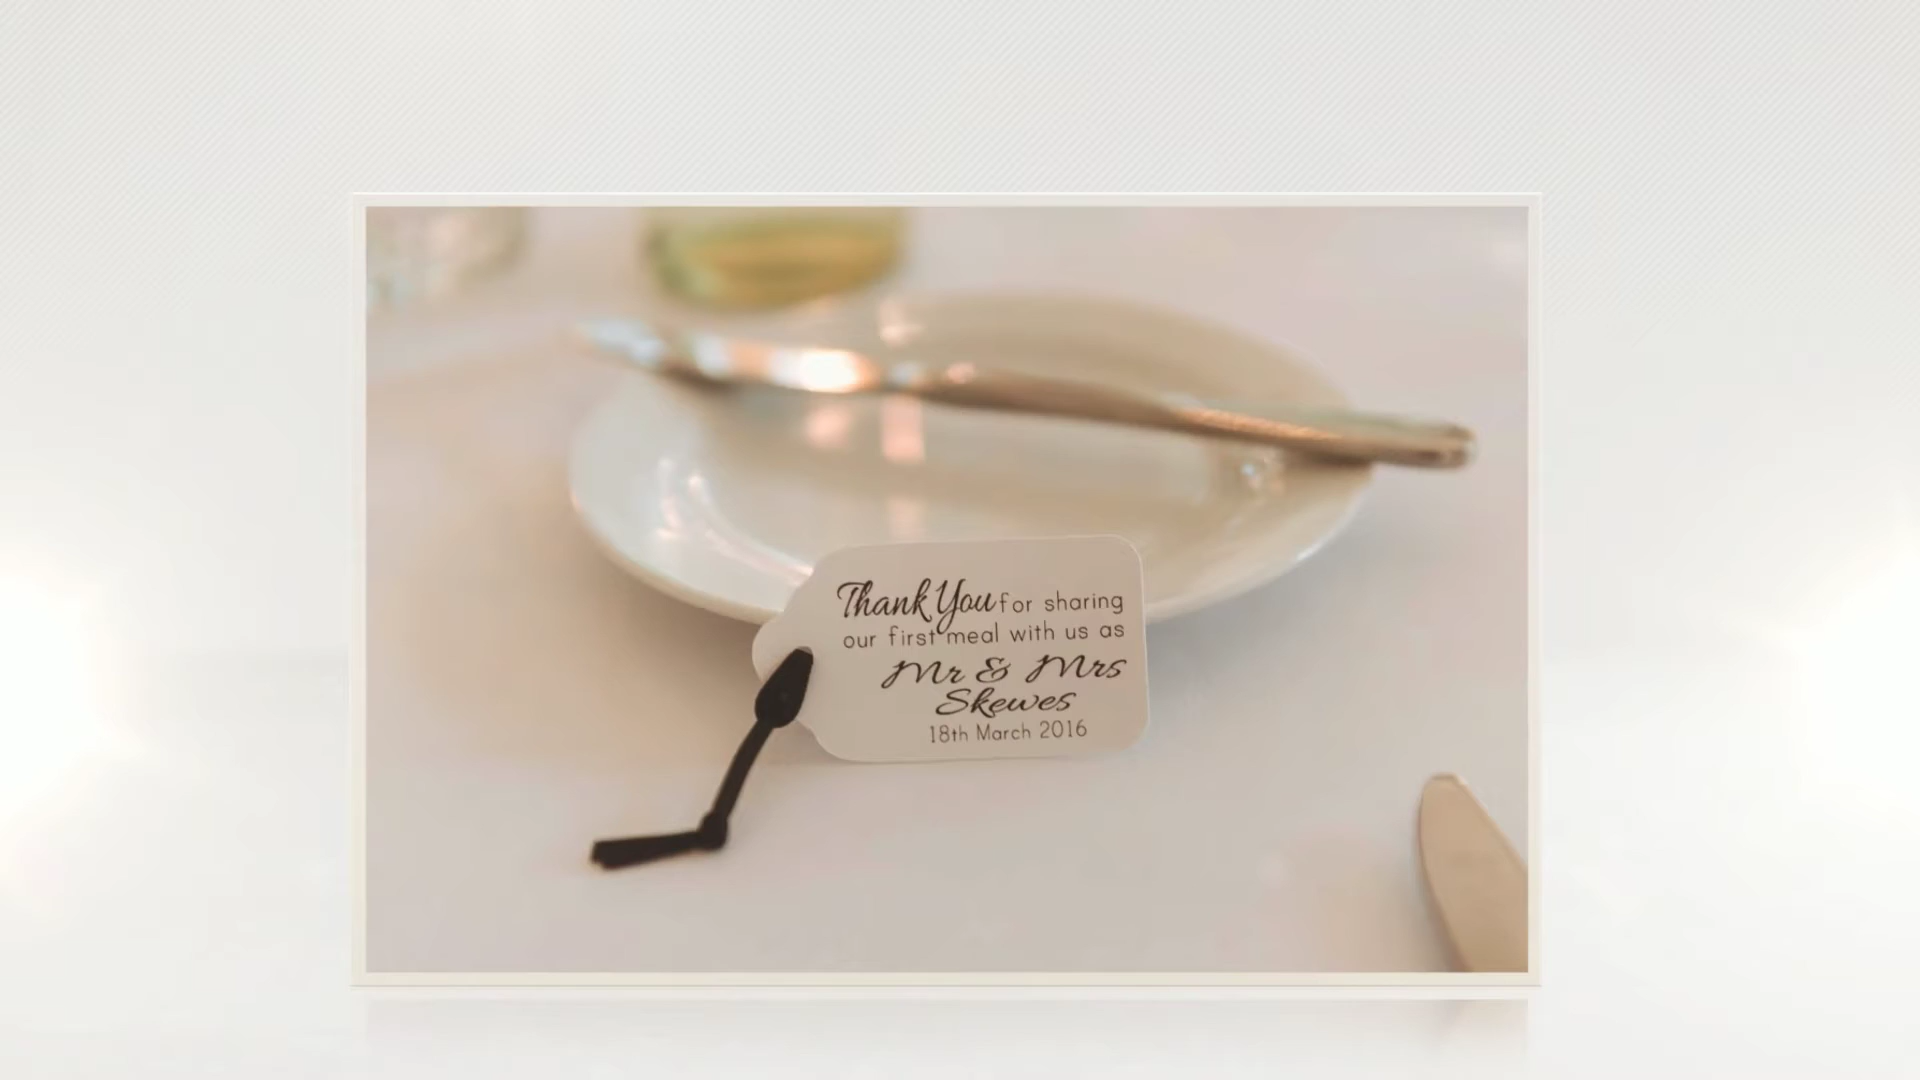 Thank You for sharing
our first meal with us as
Mr & Mrs
Skewes
18th March 2016